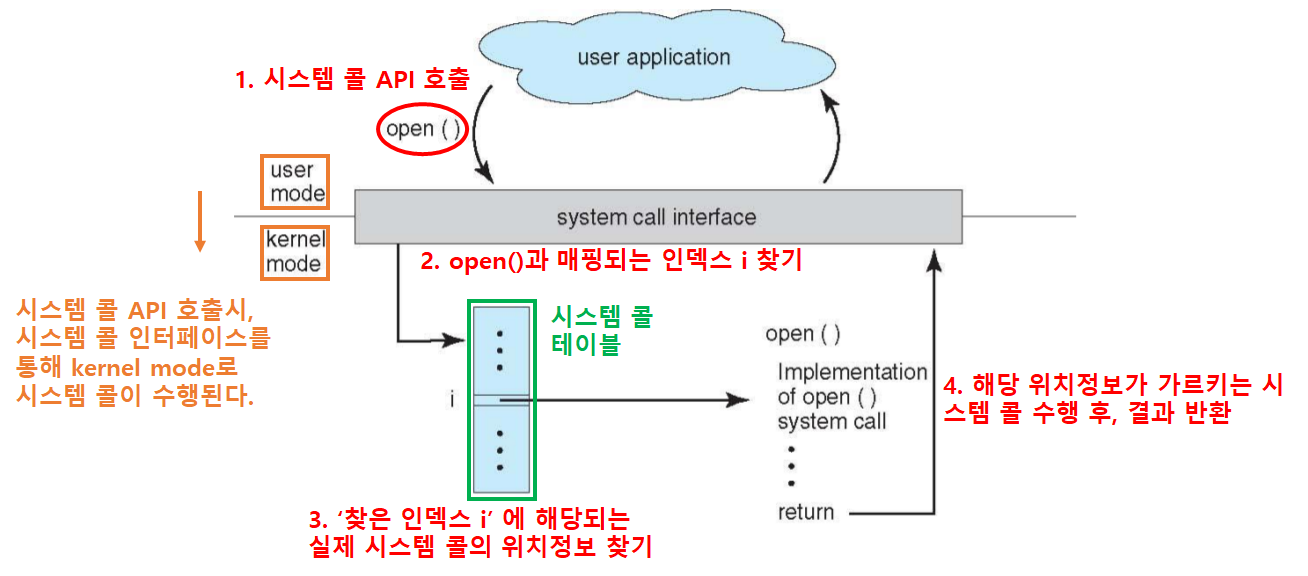 user application
1. 시스템 콜 API 호출
open ( )
user
mode
system call interface
kernel
mode
2. open()과 매핑되는 인덱스 i 찾기
시스템 콜 API 호출시,
시스템 콜 인터페이스를
통해 kernel mode로
시스템 콜이 수행된다.
시스템 콜
테이블
i
open ( )
Implementation
of open ( )
system call
return
4. 해당 위치정보가 가르키는 시
스템 콜 수행 후, 결과 반환
3. ‘찾은 인덱스 i’ 에 해당되는
실제 시스템 콜의 위치정보 찾기